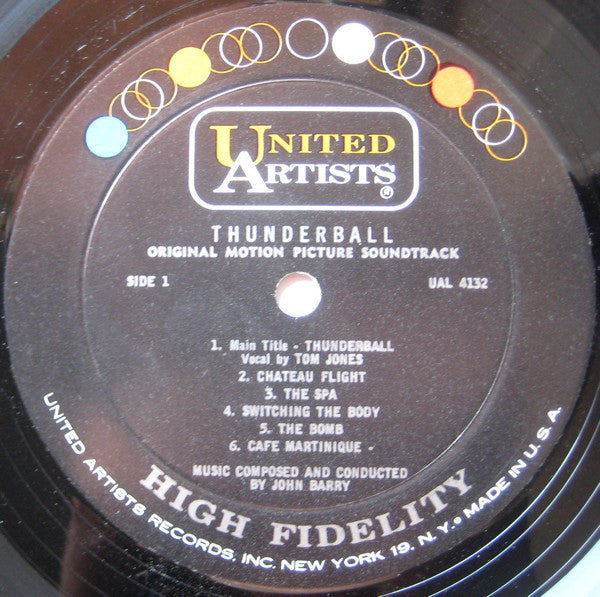 UNITED
ARTISTS ®
THUNDERBALL
ORIGINAL MOTION PICTURE SOUNDTRACK
SIDE 1
UAL 4132
1. Main Title - THUNDERBALL
Vocal by TOM JONES
2. CHATEAU FLIGHT
3. THE SPA
4. SWITCHING THE BODY
5. THE BOMB
6. CAFE MARTINIQUE -
MUSIC COMPOSED AND CONDUCTED
BY JOHN BARRY
HIGH FIDELITY
UNITED ARTISTS RECORDS, INC. NEW YORK 19, N.Y. • MADE IN U.S.A.